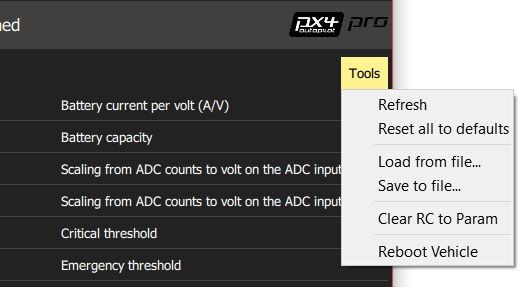 ned
px4 autopilot pro
Tools
Battery current per volt (A/V)
Battery capacity
Scaling from ADC counts to volt on the ADC input
Scaling from ADC counts to volt on the ADC input
Critical threshold
Emergency threshold
Refresh
Reset all to defaults
Load from file...
Save to file...
Clear RC to Param
Reboot Vehicle